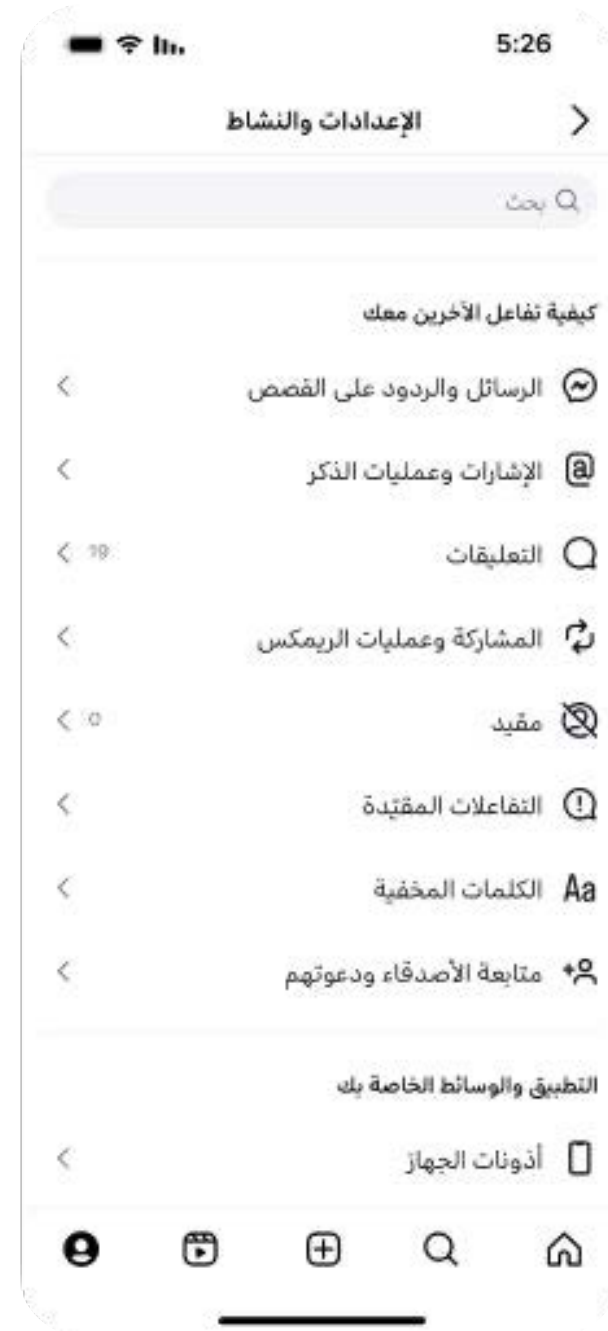 5:26
الإعدادات والنشاط
بحث
كيفية تفاعل الآخرين معك
الرسائل والردود على القصص
الإشارات وعمليات الذكر
التعليقات 19
المشاركة وعمليات الريمكس
مقيد 0
التفاعلات المقيّدة
Aa الكلمات المخفية
متابعة الأصدقاء ودعوتهم
التطبيق والوسائط الخاصة بك
أذونات الجهاز